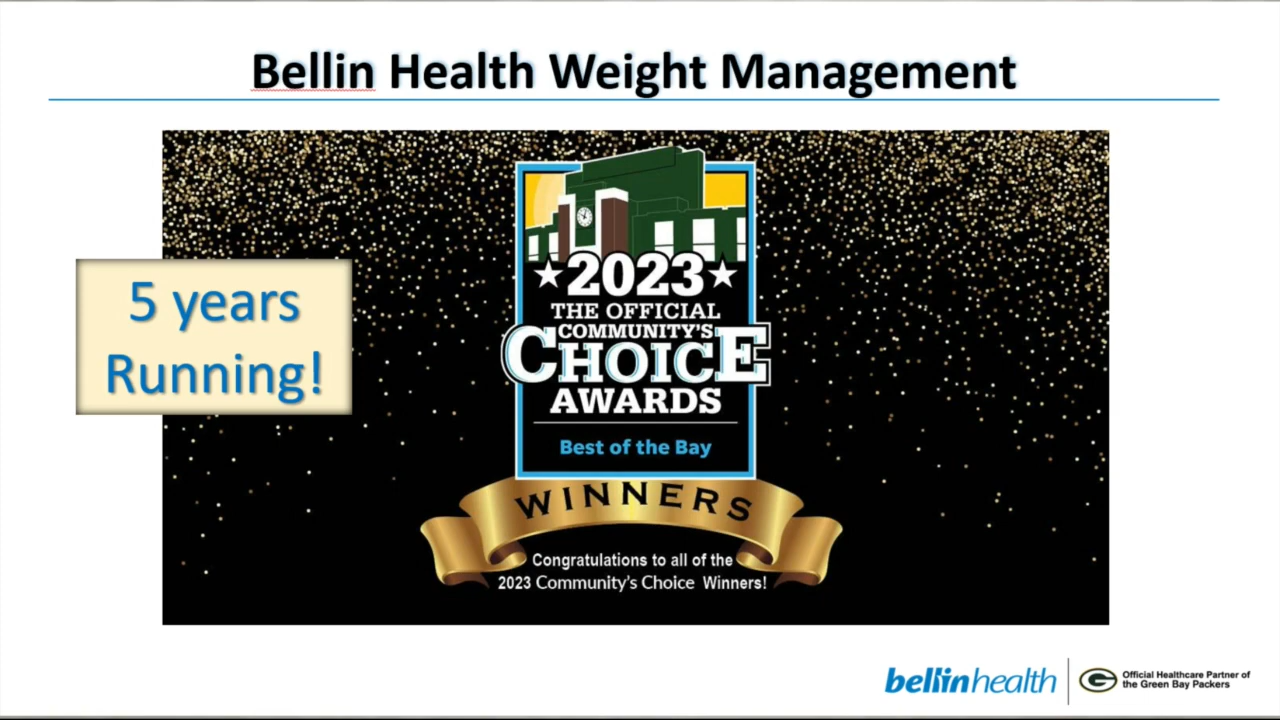 Bellin Health Weight Management
5 years
Running!
2023
THE OFFICIAL
COMMUNITY'S
CHOICE
AWARDS
Best of the Bay
WINNERS
Congratulations to all of the
2023 Community's Choice Winners!
bellinhealth
G
Official Healthcare Partner of
the Green Bay Packers